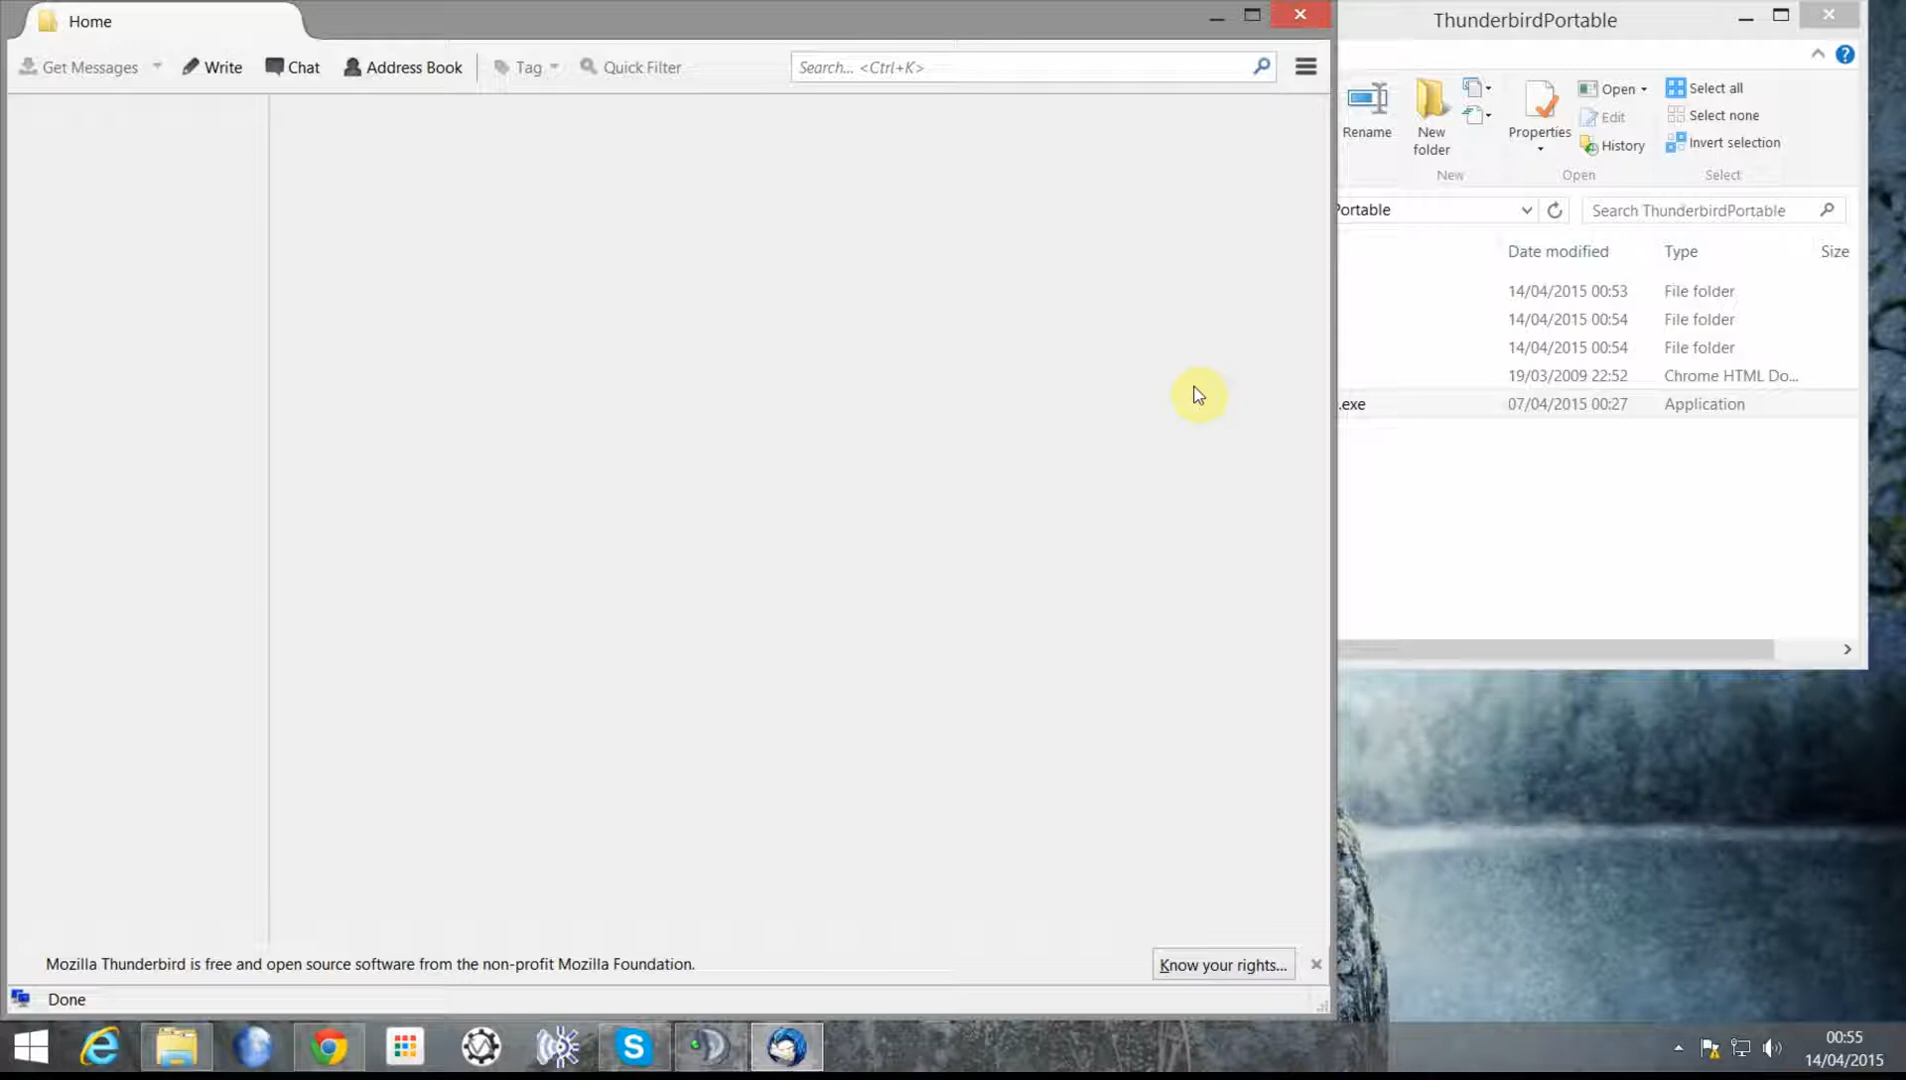 Home
Get Messages
Write
Chat
Address Book
Tag
Quick Filter
Search... <Ctrl+K>
Mozilla Thunderbird is free and open source software from the non-profit Mozilla Foundation.
Know your rights...
Done
ThunderbirdPortable
Rename
New folder
Properties
Open
Edit
History
Select all
Select none
Invert selection
New
Open
Select
Portable
Search ThunderbirdPortable
Date modified Type Size
14/04/2015 00:53 File folder
14/04/2015 00:54 File folder
14/04/2015 00:54 File folder
19/03/2009 22:52 Chrome HTML Do...
.exe 07/04/2015 00:27 Application
00:55
14/04/2015